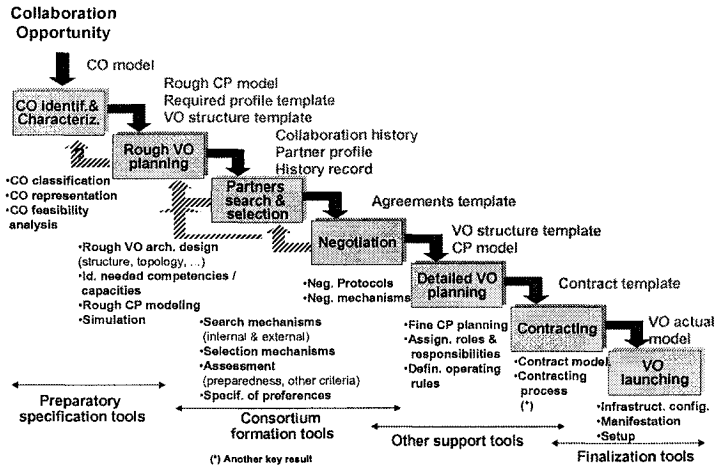 Collaboration
Opportunity
CO model
CO Identif.&
Characteriz.
Rough CP model
Required profile template
VO structure template
Rough VO
planning
Collaboration history
Partner profile
History record
•CO classification
•CO representation
•CO feasibility
analysis
Partners
search &
selection
Agreements template
Negotiation
VO structure template
CP model
•Rough VO arch. design
(structure, topology, ...)
•Id. needed competencies /
capacities
•Rough CP modeling
•Simulation
•Neg. Protocols
•Neg. mechanisms
Detailed VO
planning
Contract template
•Search mechanisms
(internal & external)
•Selection mechanisms
•Assessment
(preparedness, other criteria)
•Specif. of preferences
•Fine CP planning
•Assign. roles &
responsibilities
•Defin. operating
rules
Contracting
VO actual
model
•Contract model.
•Contracting
process
(*)
VO
launching
•Infrastruct. config.
•Manifestation
•Setup
Preparatory
specification tools
Consortium
formation tools
Other support tools
Finalization tools
(*) Another key result